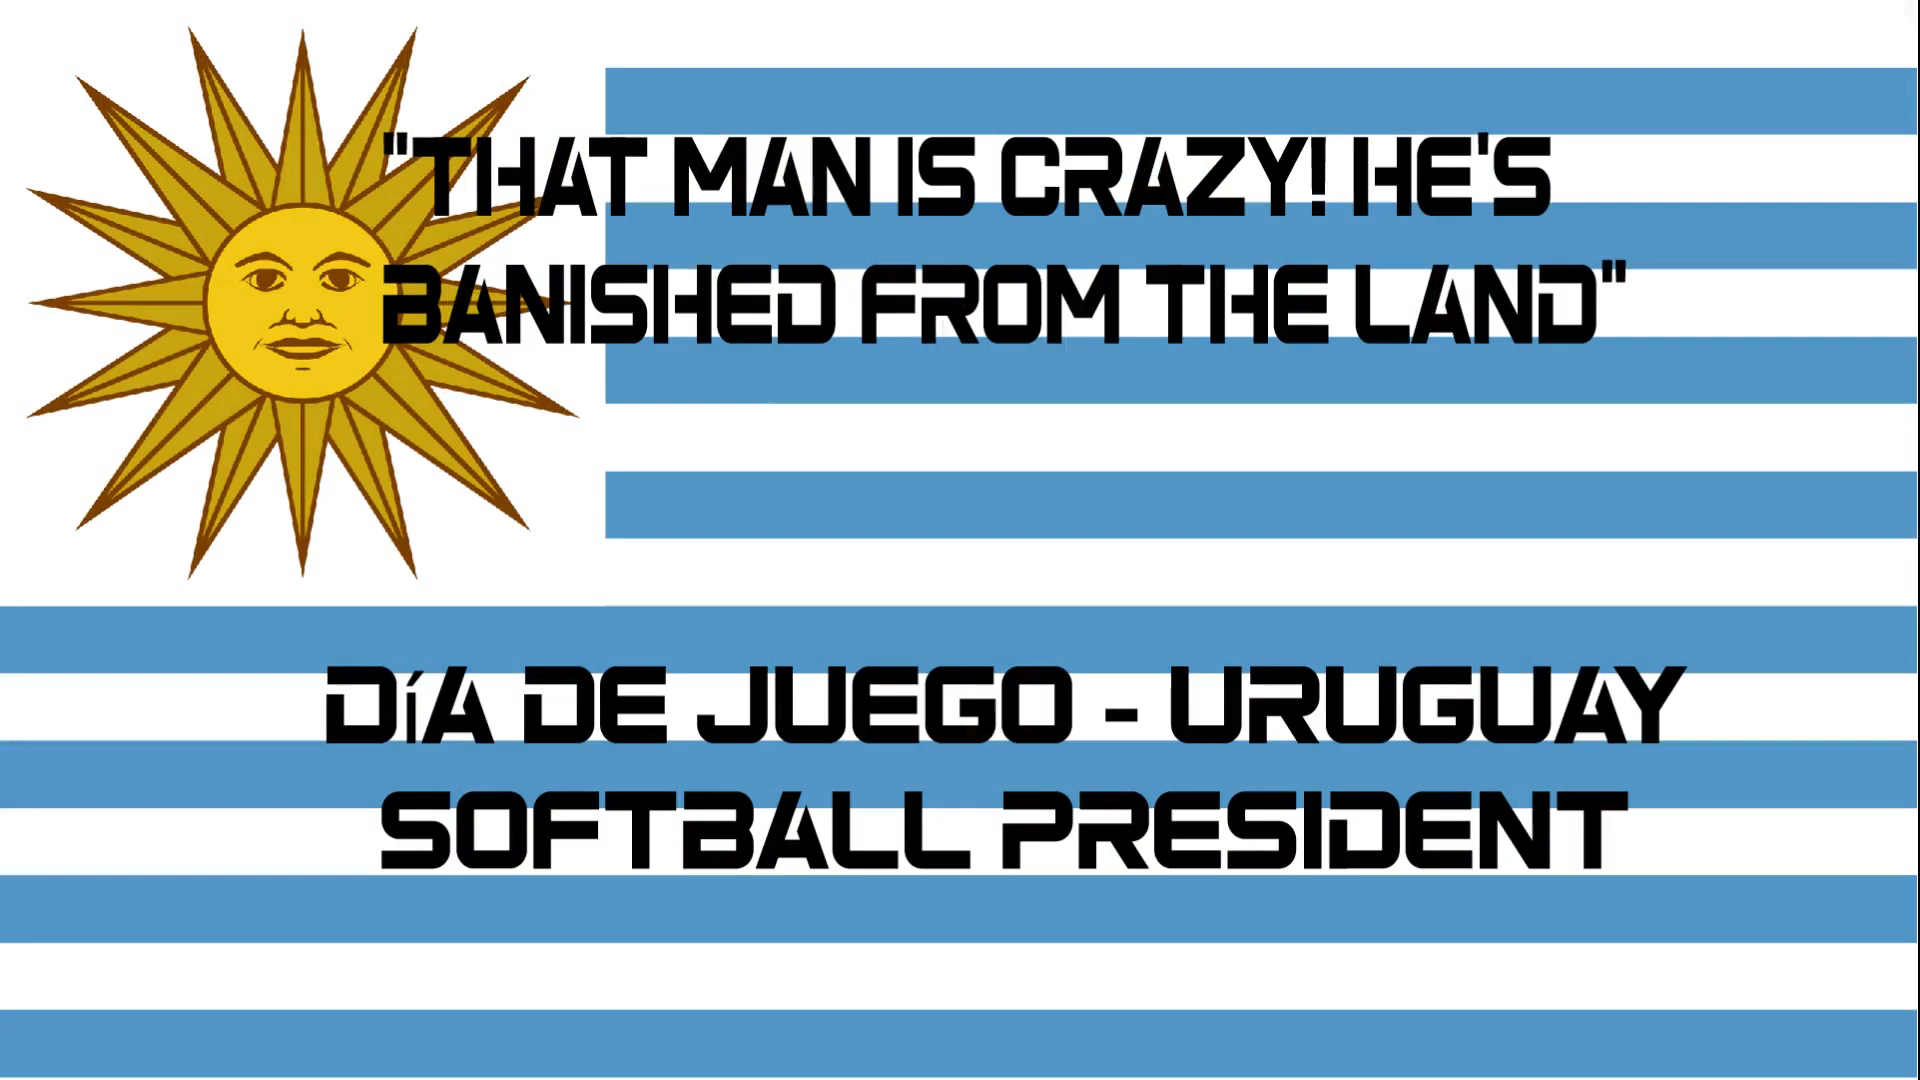 "THAT MAN IS CRAZY! HE'S
BANISHED FROM THE LAND"
DíA DE JUEGO - URUGUAY
SOFTBALL PRESIDENT